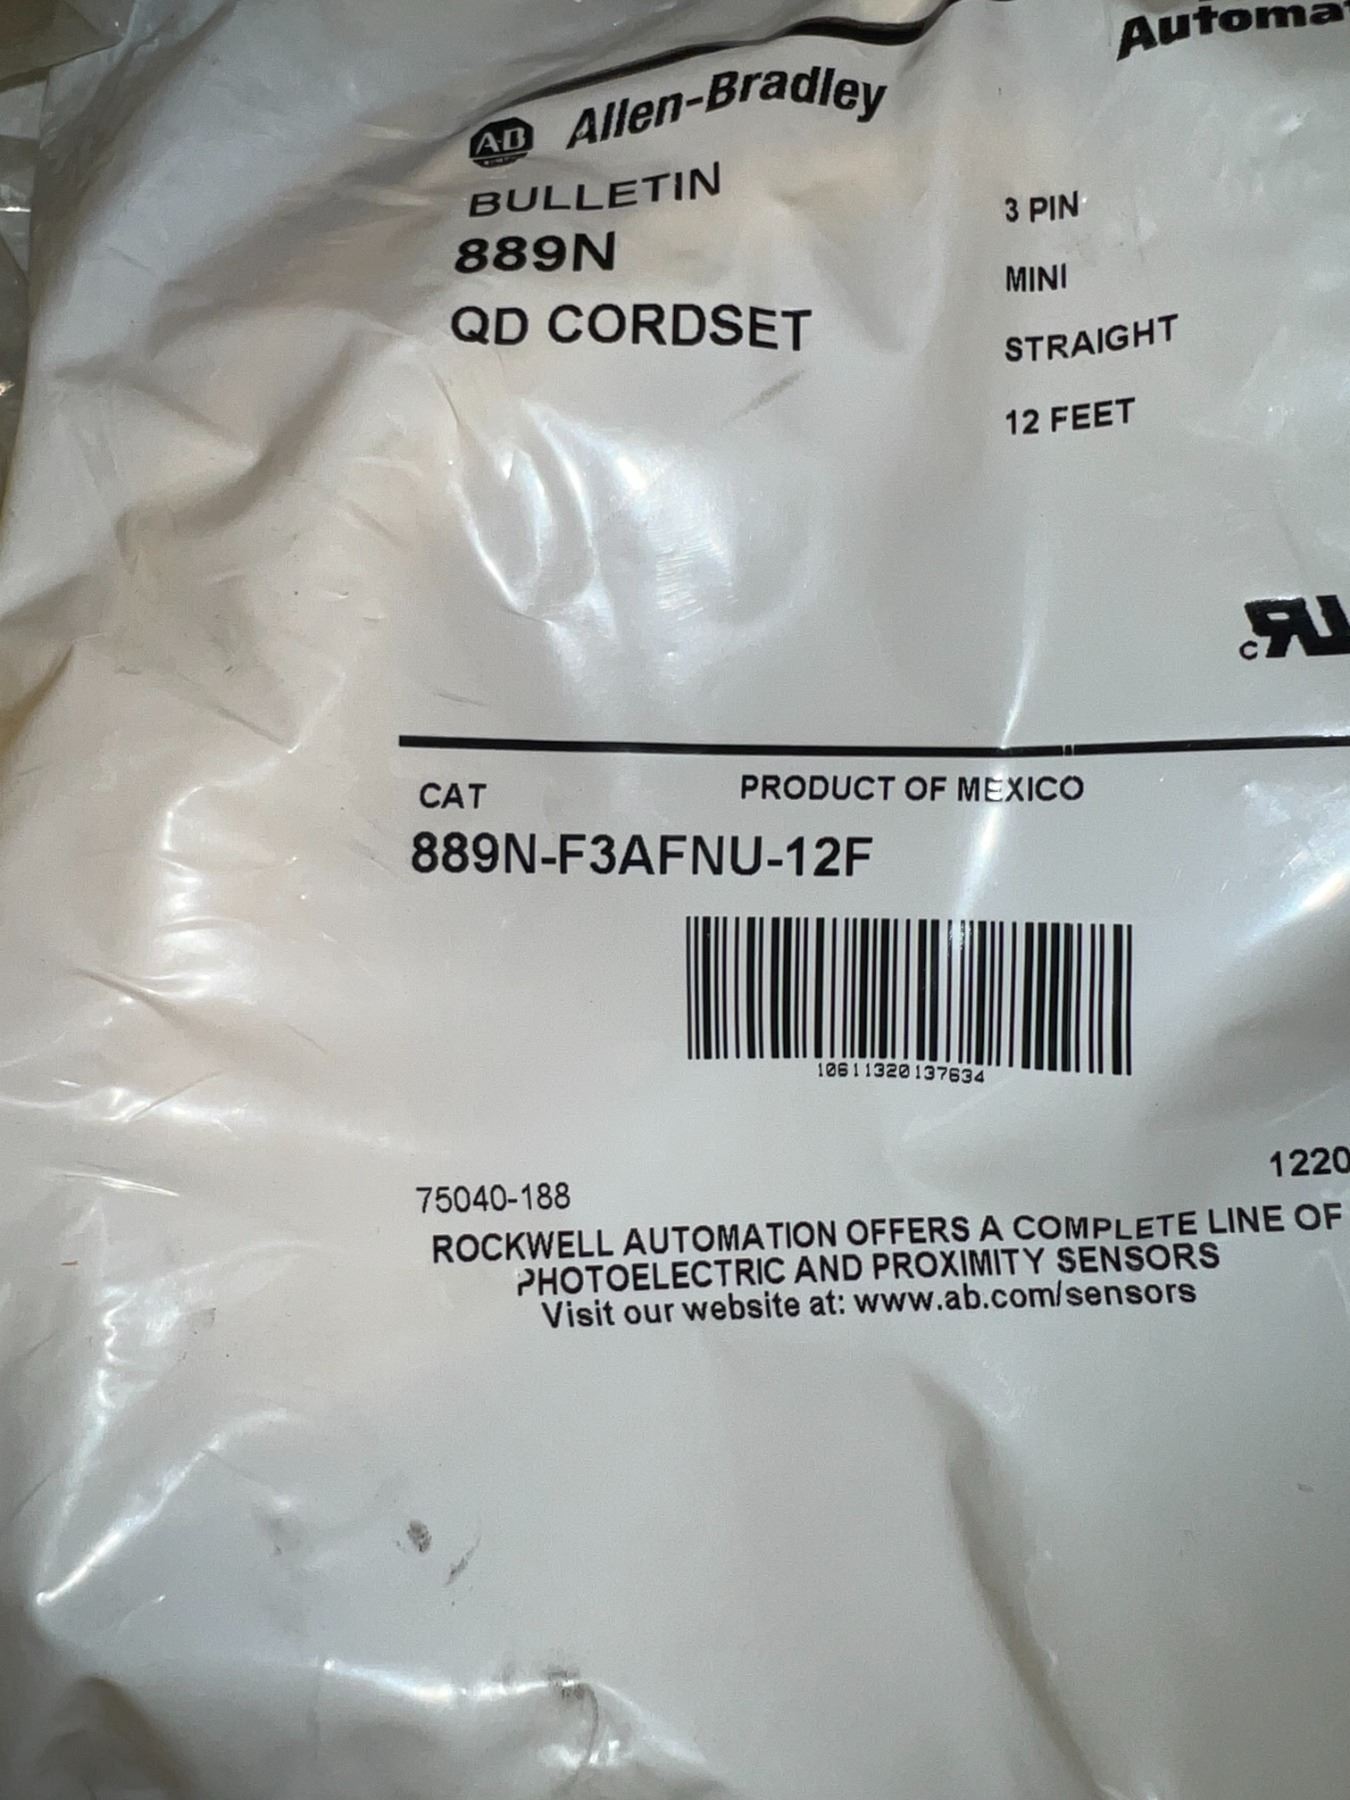 Automa
AB Allen-Bradley
BULLETIN
889N
QD CORDSET
3 PIN
MINI
STRAIGHT
12 FEET
c RU
CAT
PRODUCT OF MEXICO
889N-F3AFNU-12F
10611320137634
1220
75040-188
ROCKWELL AUTOMATION OFFERS A COMPLETE LINE OF
PHOTOELECTRIC AND PROXIMITY SENSORS
Visit our website at: www.ab.com/sensors